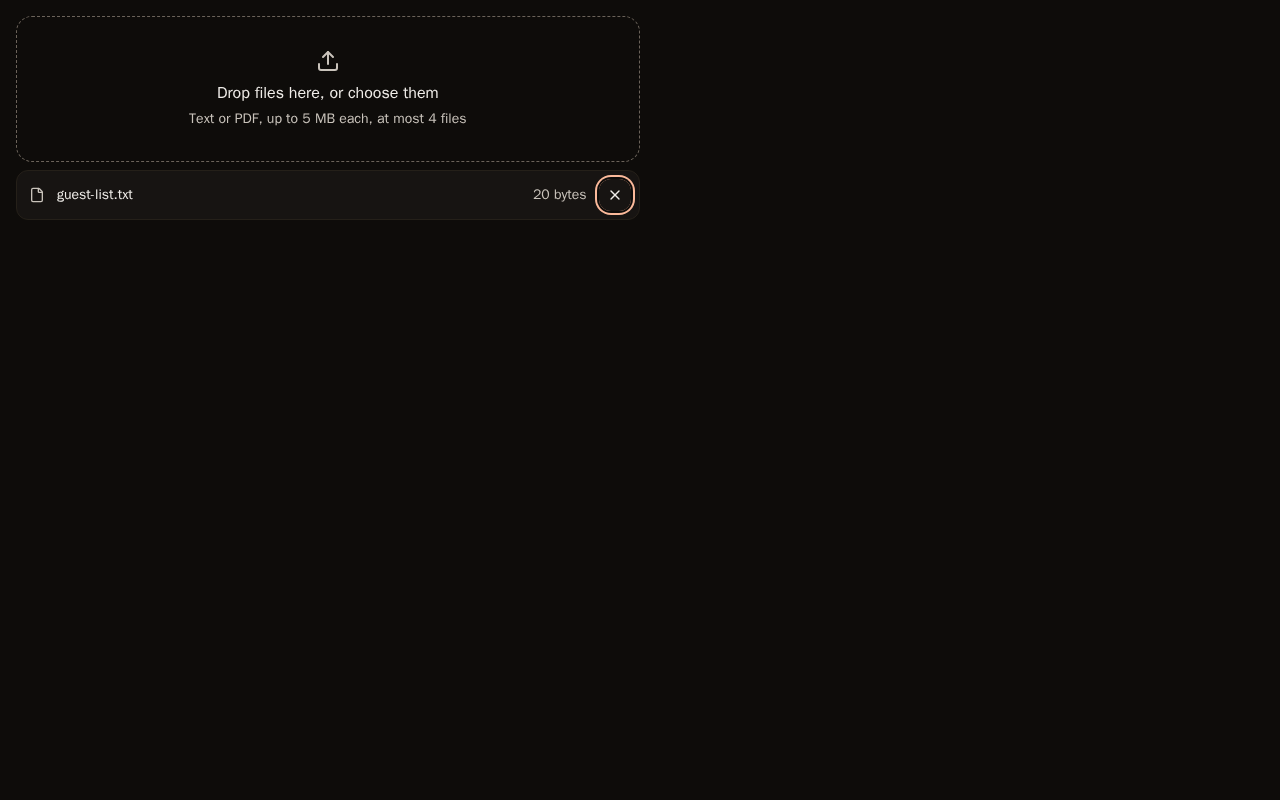 Drop files here, or choose them
Text or PDF, up to 5 MB each, at most 4 files
guest-list.txt 20 bytes